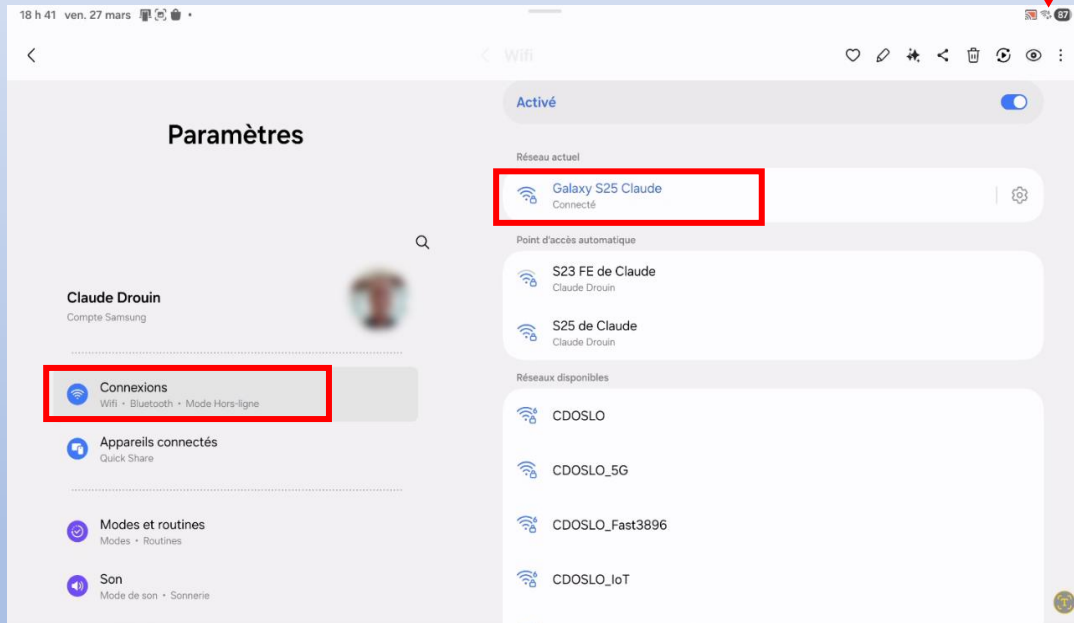 18 h 41 ven. 27 mars
87
Wifi
Paramètres
Claude Drouin
Compte Samsung
Connexions
Wifi • Bluetooth • Mode Hors-ligne
Appareils connectés
Quick Share
Modes et routines
Modes • Routines
Son
Mode de son • Sonnerie
Activé
Réseau actuel
Galaxy S25 Claude
Connecté
Point d'accès automatique
S23 FE de Claude
Claude Drouin
S25 de Claude
Claude Drouin
Réseaux disponibles
CDOSLO
CDOSLO_5G
CDOSLO_Fast3896
CDOSLO_IoT
T